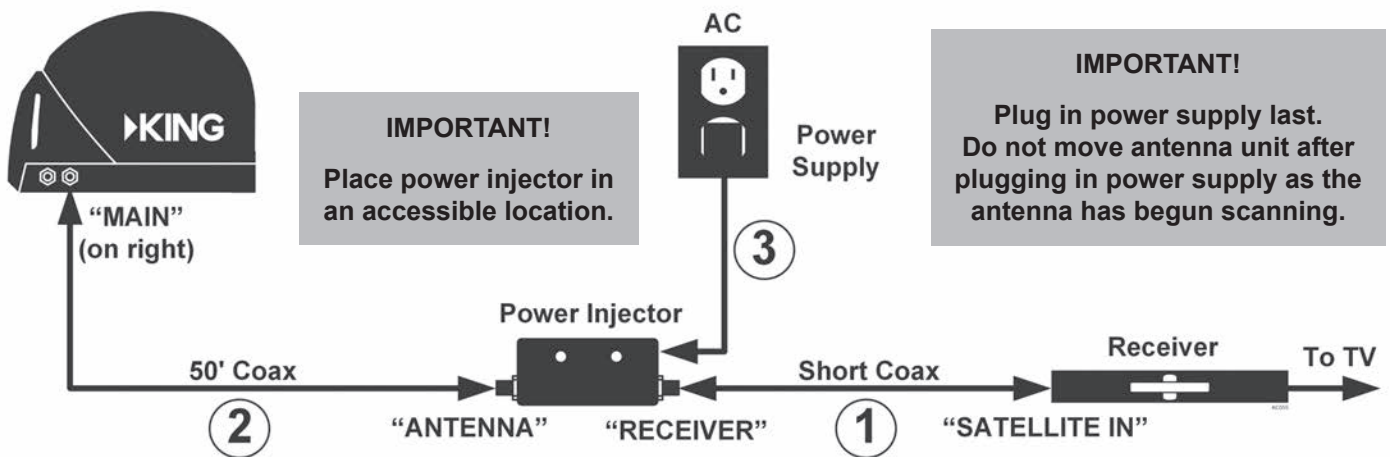 AC
IMPORTANT!
Plug in power supply last.
Do not move antenna unit after
plugging in power supply as the
antenna has begun scanning.
IMPORTANT!
Place power injector in
an accessible location.
KING
Power
Supply
"MAIN"
(on right)
3
Power Injector
50' Coax
Short Coax
Receiver
To TV
2
"ANTENNA"
"RECEIVER"
1
"SATELLITE IN"